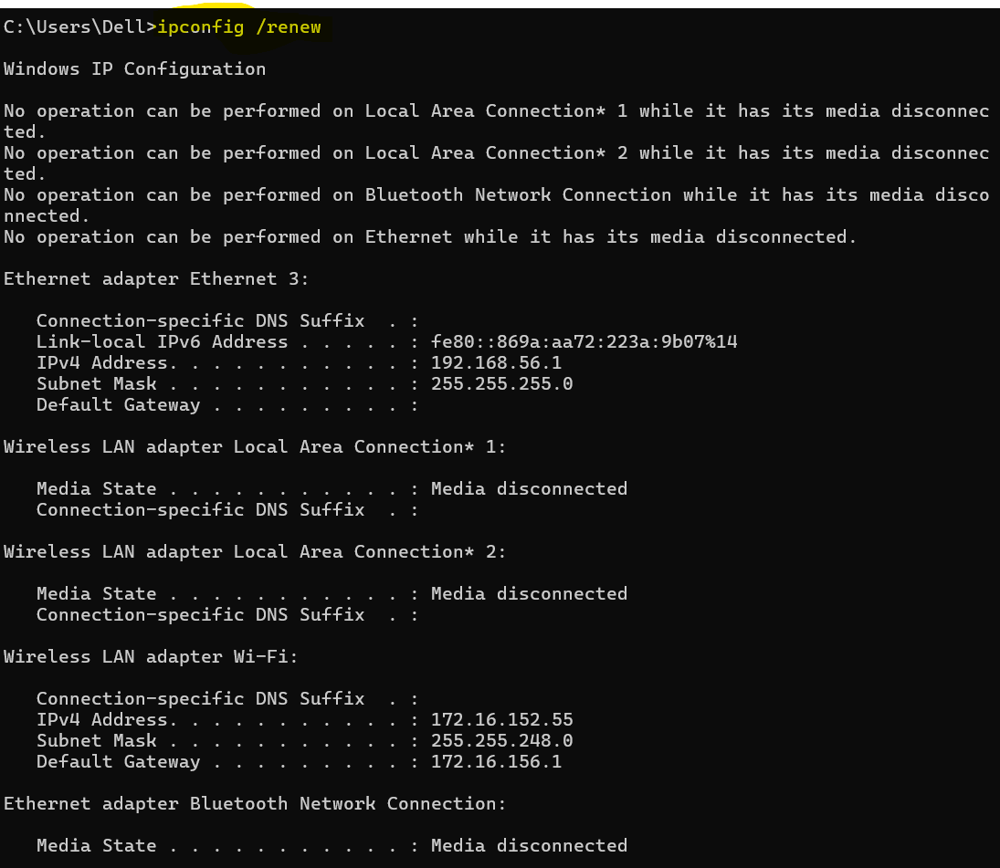 C:\Users\Dell>ipconfig /renew
Windows IP Configuration
No operation can be performed on Local Area Connection* 1 while it has its media disconnec
ted.
No operation can be performed on Local Area Connection* 2 while it has its media disconnec
ted.
No operation can be performed on Bluetooth Network Connection while it has its media disco
nnected.
No operation can be performed on Ethernet while it has its media disconnected.
Ethernet adapter Ethernet 3:
   Connection-specific DNS Suffix  . :
   Link-local IPv6 Address . . . . . : fe80::869a:aa72:223a:9b07%14
   IPv4 Address. . . . . . . . . . . : 192.168.56.1
   Subnet Mask . . . . . . . . . . . : 255.255.255.0
   Default Gateway . . . . . . . . . :
Wireless LAN adapter Local Area Connection* 1:
   Media State . . . . . . . . . . . : Media disconnected
   Connection-specific DNS Suffix  . :
Wireless LAN adapter Local Area Connection* 2:
   Media State . . . . . . . . . . . : Media disconnected
   Connection-specific DNS Suffix  . :
Wireless LAN adapter Wi-Fi:
   Connection-specific DNS Suffix  . :
   IPv4 Address. . . . . . . . . . . : 172.16.152.55
   Subnet Mask . . . . . . . . . . . : 255.255.248.0
   Default Gateway . . . . . . . . . : 172.16.156.1
Ethernet adapter Bluetooth Network Connection:
   Media State . . . . . . . . . . . : Media disconnected